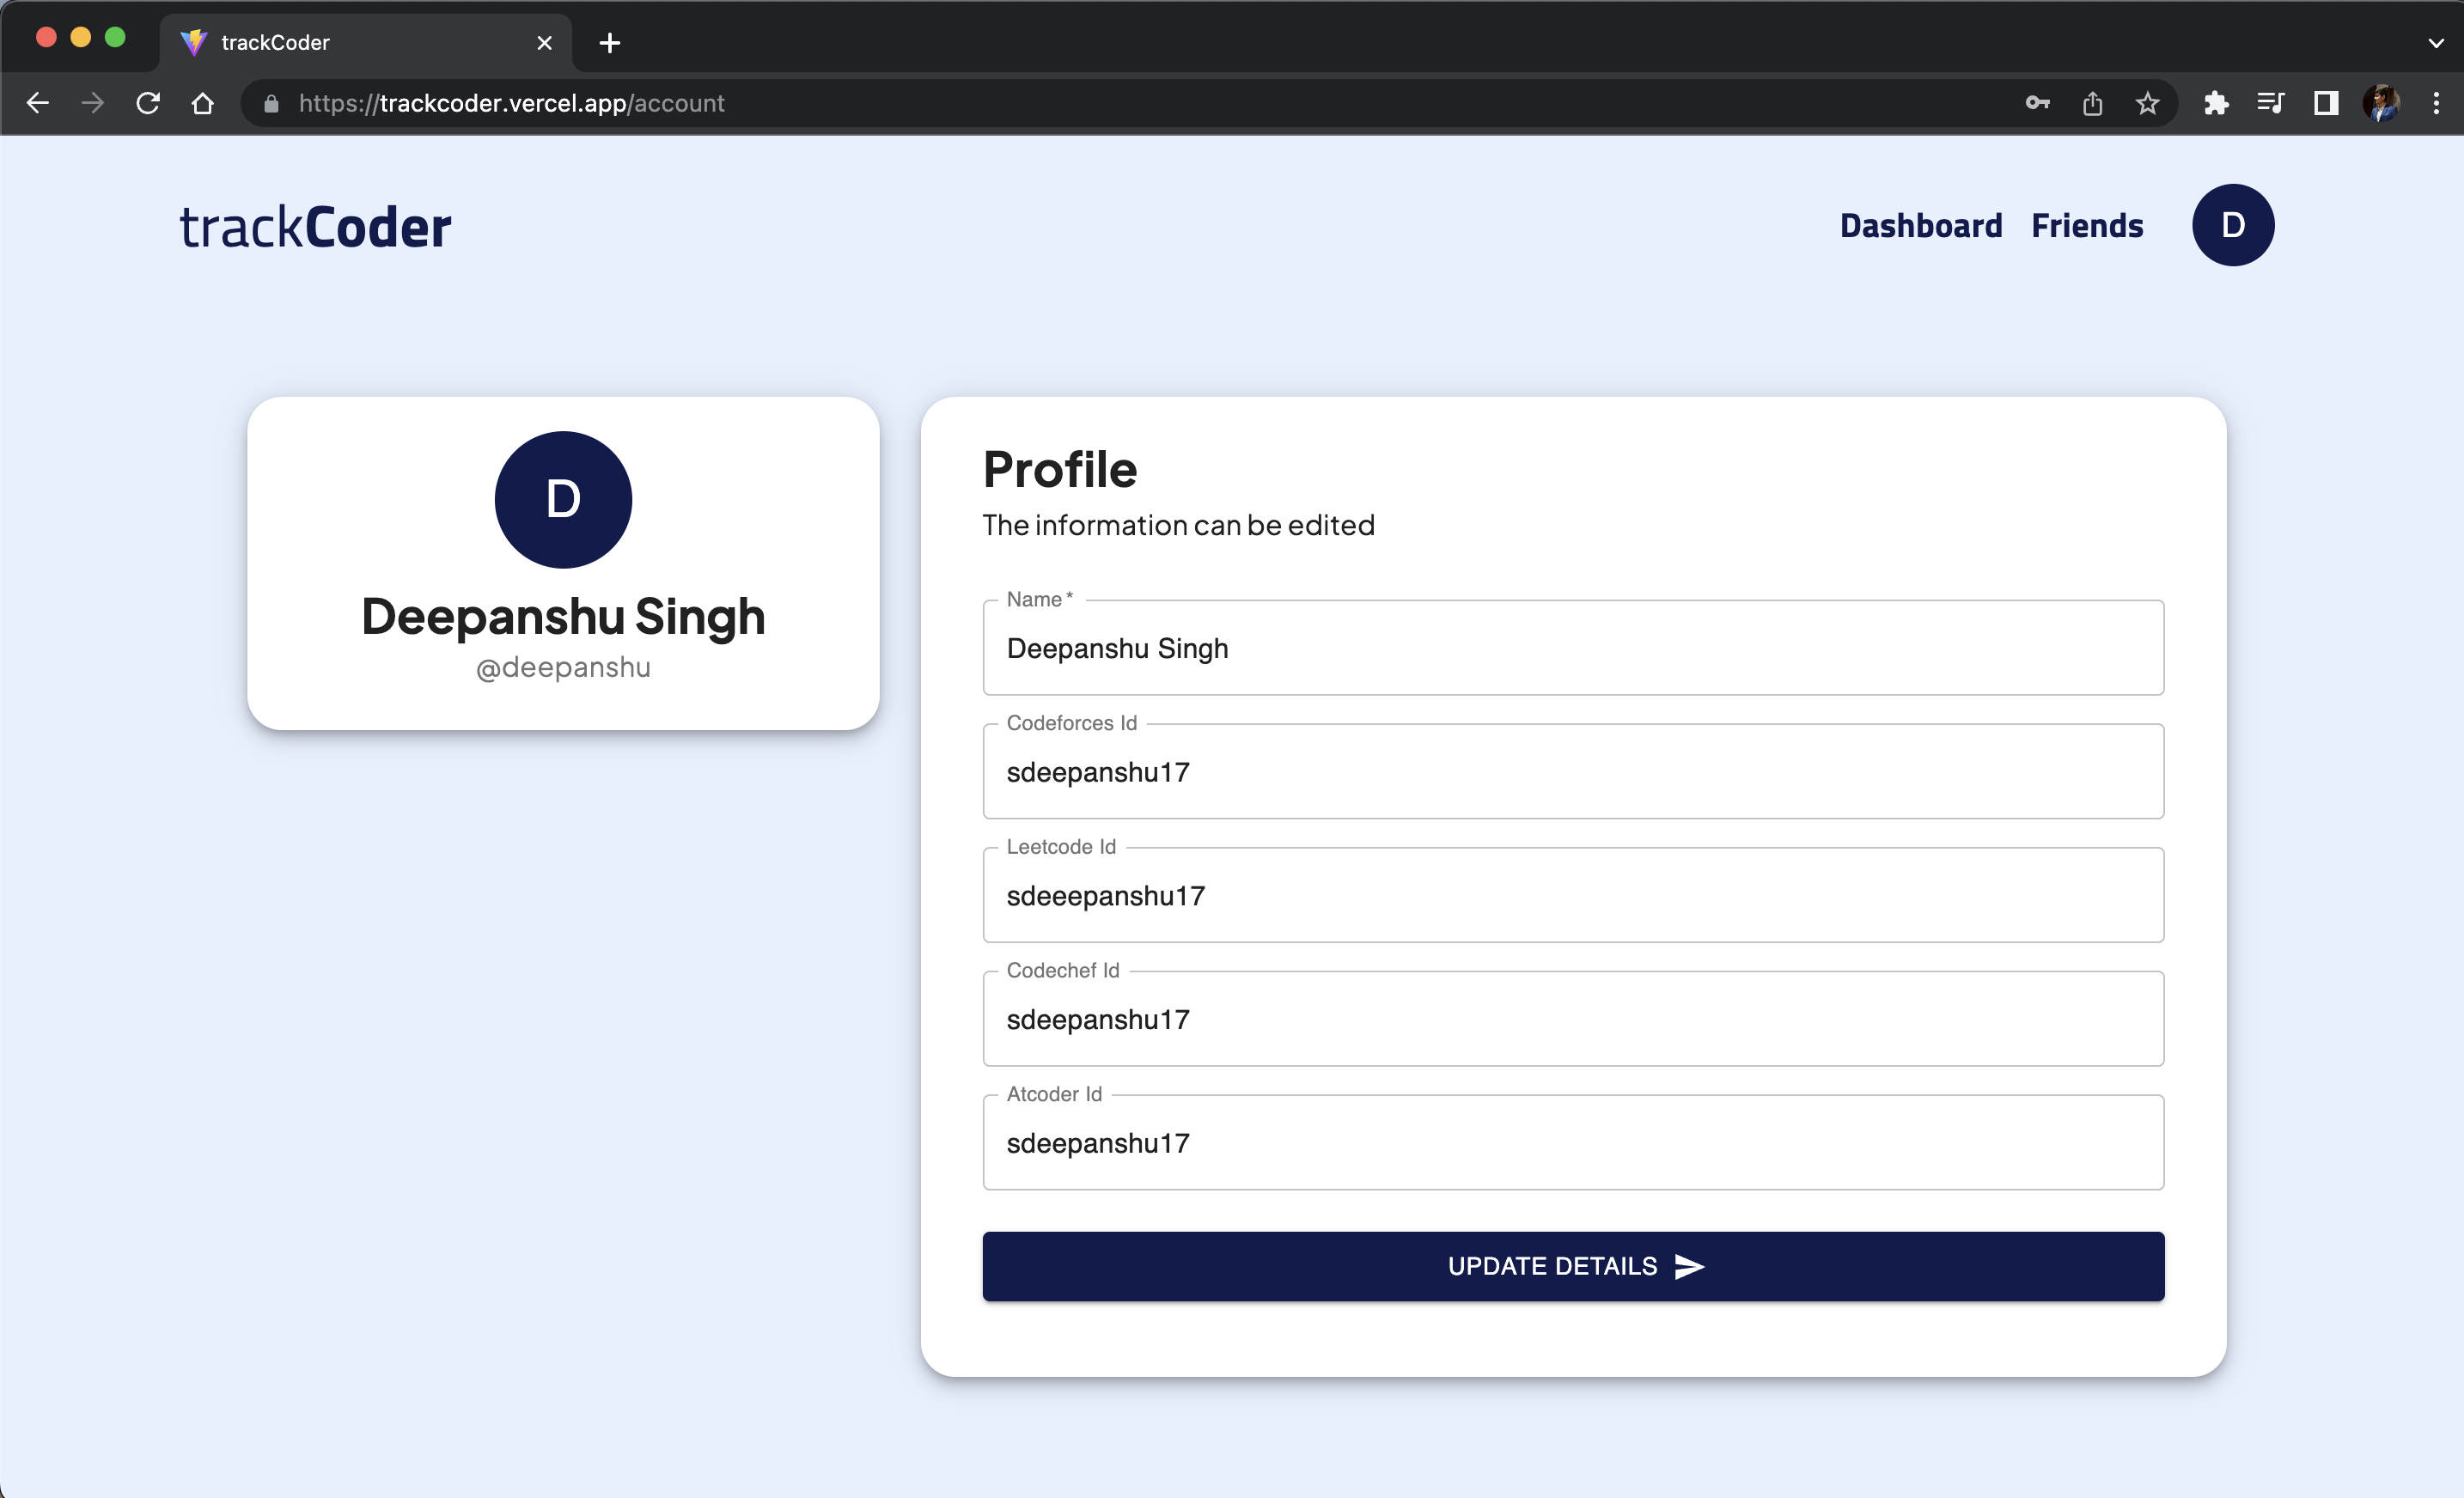 trackCoder
https://trackcoder.vercel.app/account
trackCoder
Dashboard Friends D
D
Deepanshu Singh
@deepanshu
Profile
The information can be edited
Name *
Deepanshu Singh
Codeforces Id
sdeepanshu17
Leetcode Id
sdeeepanshu17
Codechef Id
sdeepanshu17
Atcoder Id
sdeepanshu17
UPDATE DETAILS